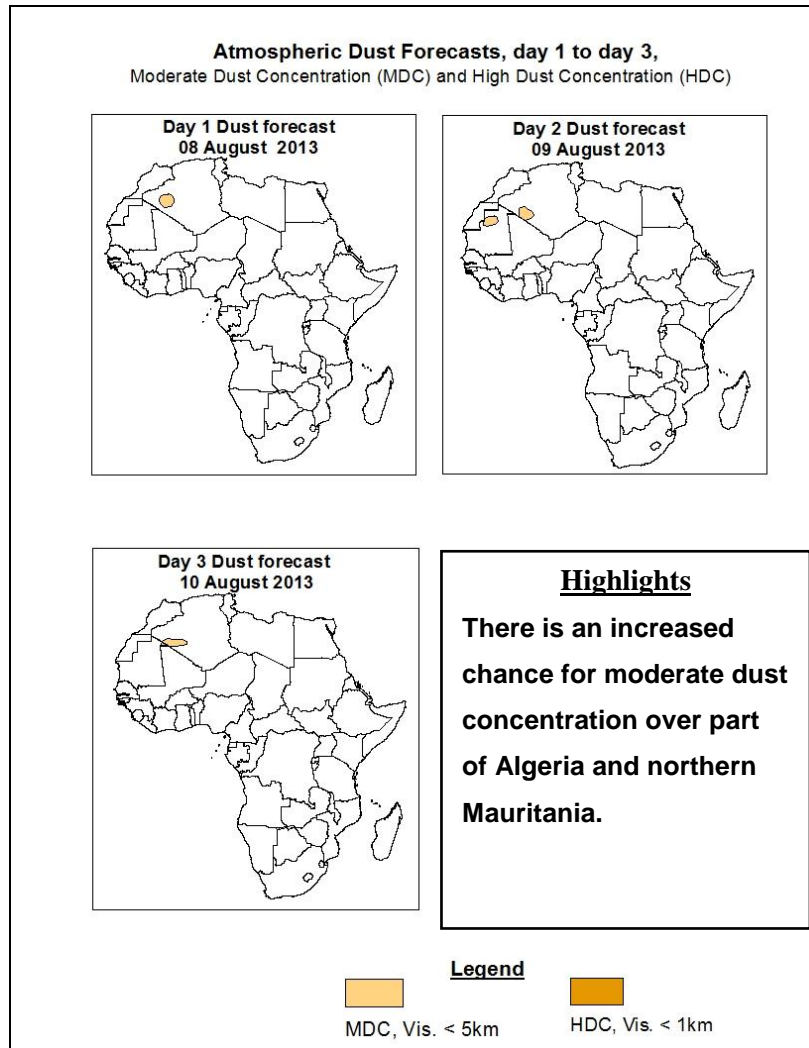 Atmospheric Dust Forecasts, day 1 to day 3,
Moderate Dust Concentration (MDC) and High Dust Concentration (HDC)
Day 1 Dust forecast
08 August 2013
Day 2 Dust forecast
09 August 2013
Day 3 Dust forecast
10 August 2013
Highlights
There is an increased
chance for moderate dust
concentration over part
of Algeria and northern
Mauritania.
Legend
MDC, Vis. < 5km
HDC, Vis. < 1km